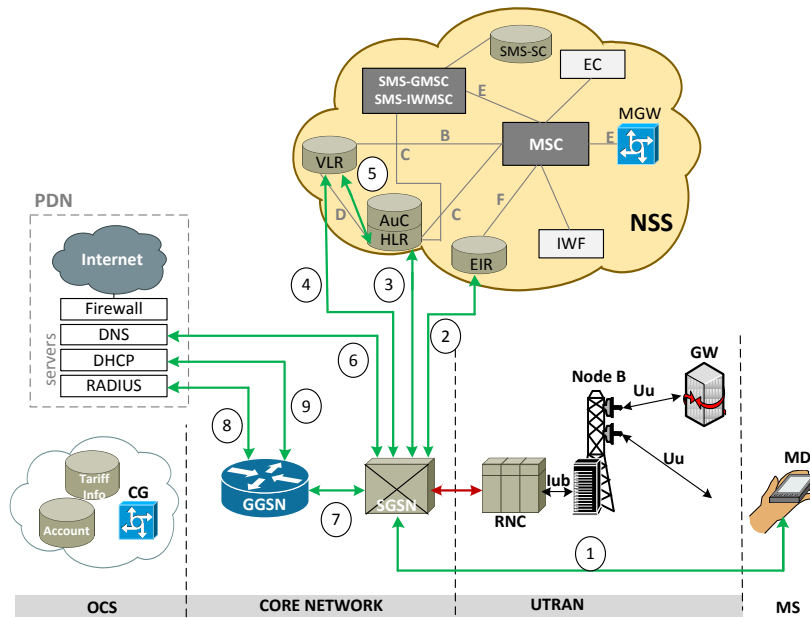 SMS-SC
EC
SMS-GMSC
SMS-IWMSC
E
MGW
B
MSC
E
VLR
C
5
PDN
D
AuC
C
F
NSS
HLR
Internet
EIR
IWF
4
3
Firewall
2
servers
DNS
6
DHCP
GW
Node B
RADIUS
Uu
9
8
Uu
MD
Tariff
Info
Iub
CG
SGSN
GGSN
Account
7
RNC
1
OCS
CORE NETWORK
UTRAN
MS